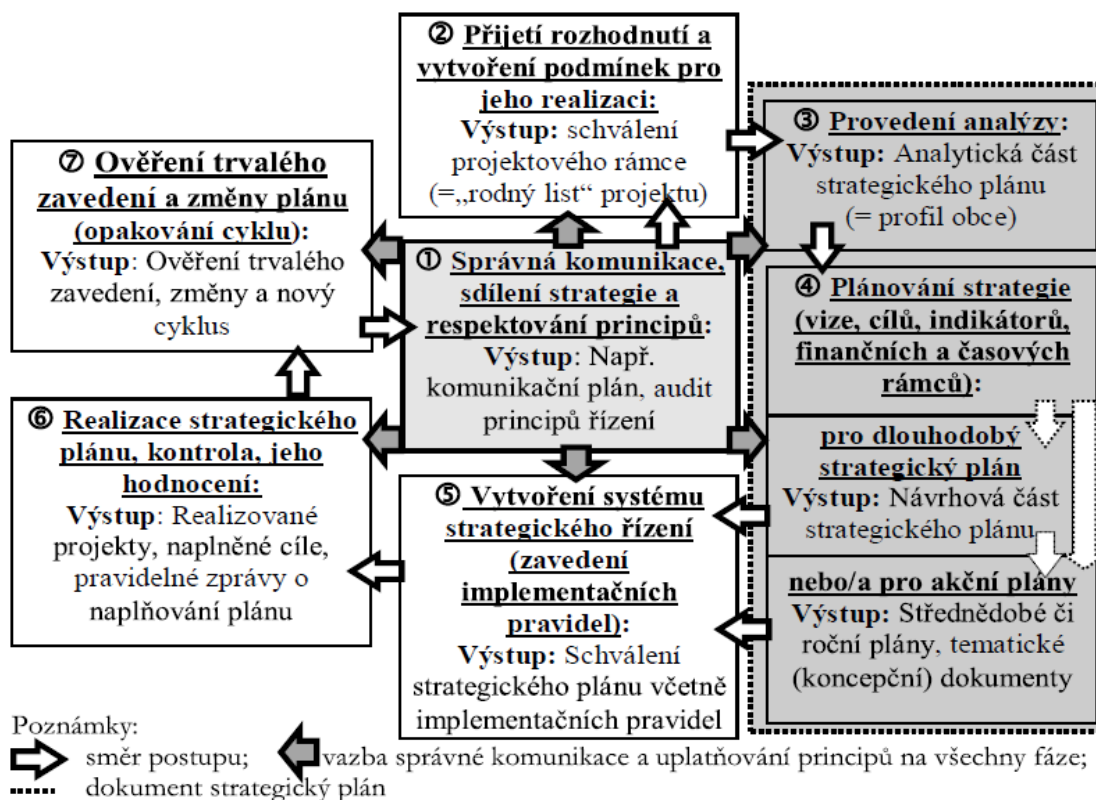 ② Přijetí rozhodnutí a
vytvoření podmínek pro
jeho realizaci:
Výstup: schválení
projektového rámce
(=„rodný list“ projektu)
③ Provedení analýzy:
Výstup: Analytická část
strategického plánu
(= profil obce)
⑦ Ověření trvalého
zavedení a změny plánu
(opakování cyklu):
Výstup: Ověření trvalého
zavedení, změny a nový
cyklus
① Správná komunikace,
sdílení strategie a
respektování principů:
Výstup: Např.
komunikační plán, audit
principů řízení
④ Plánování strategie
(vize, cílů, indikátorů,
finančních a časových
rámců):
pro dlouhodobý
strategický plán
Výstup: Návrhová část
strategického plánu
nebo/a pro akční plány
Výstup: Střednědobé či
roční plány, tematické
(koncepční) dokumenty
⑥ Realizace strategického
plánu, kontrola, jeho
hodnocení:
Výstup: Realizované
projekty, naplněné cíle,
pravidelné zprávy o
naplňování plánu
⑤ Vytvoření systému
strategického řízení
(zavedení
implementačních
pravidel):
Výstup: Schválení
strategického plánu včetně
implementačních pravidel
Poznámky:
směr postupu; vazba správné komunikace a uplatňování principů na všechny fáze;
dokument strategický plán